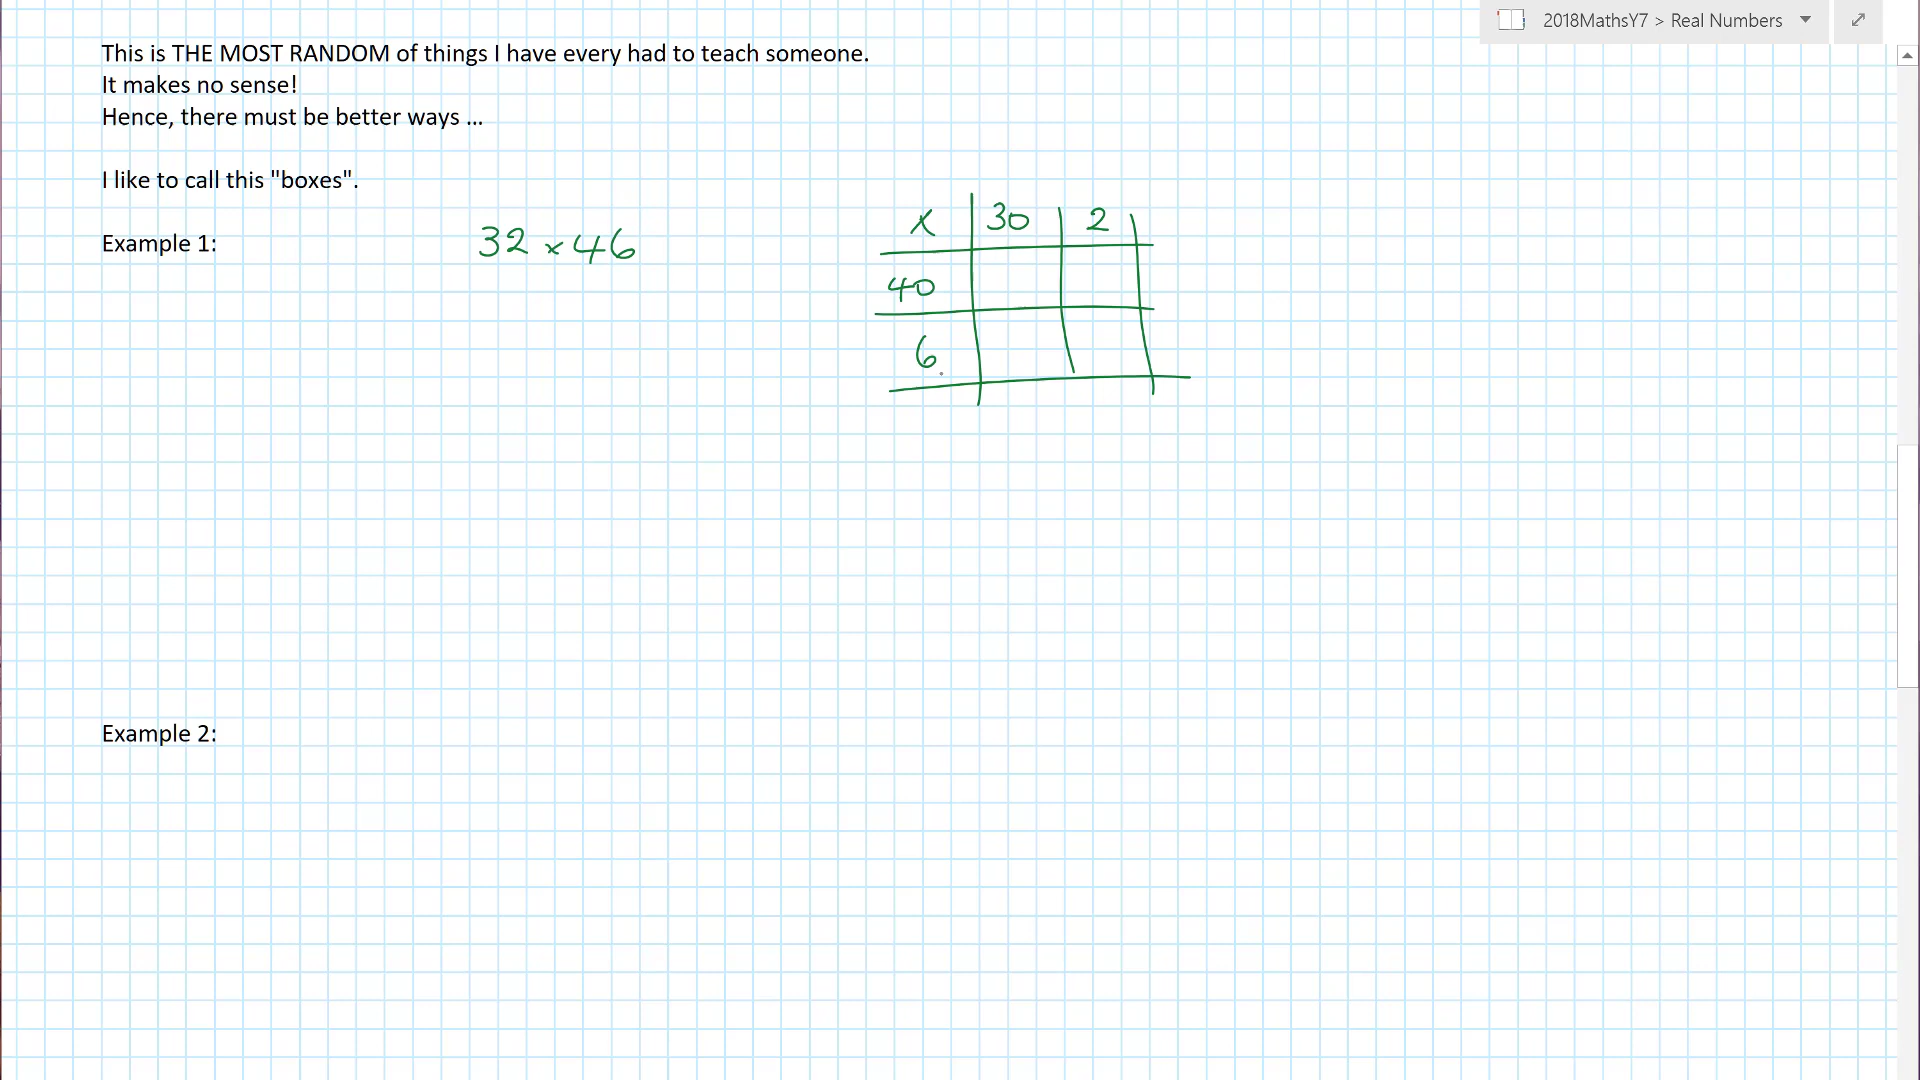 2018MathsY7 > Real Numbers
This is THE MOST RANDOM of things I have every had to teach someone.
It makes no sense!
Hence, there must be better ways ...
I like to call this "boxes".
Example 1:
32 × 46
× 30 2
40
6
Example 2: